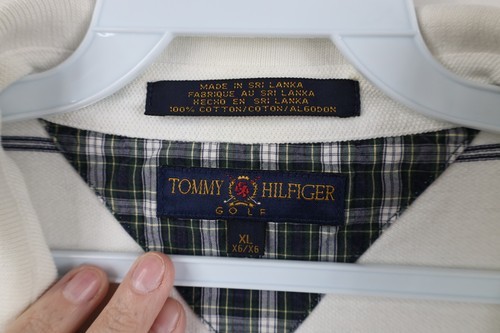 MADE IN SRI LANKA
FABRIQUE AU SRI LANKA
HECHO EN SRI LANKA
100% COTTON/COTON/ALGODON
TOMMY HILFIGER
GOLF
XL
XG/XG